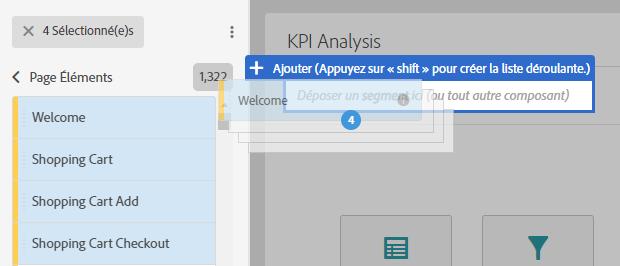 4 Sélectionné(e)s
KPI Analysis
Page Éléments
1,322
Ajouter (Appuyez sur « shift » pour créer la liste déroulante.)
Déposer un segment ici (ou tout autre composant)
Welcome
4
Welcome
Shopping Cart
Shopping Cart Add
Shopping Cart Checkout